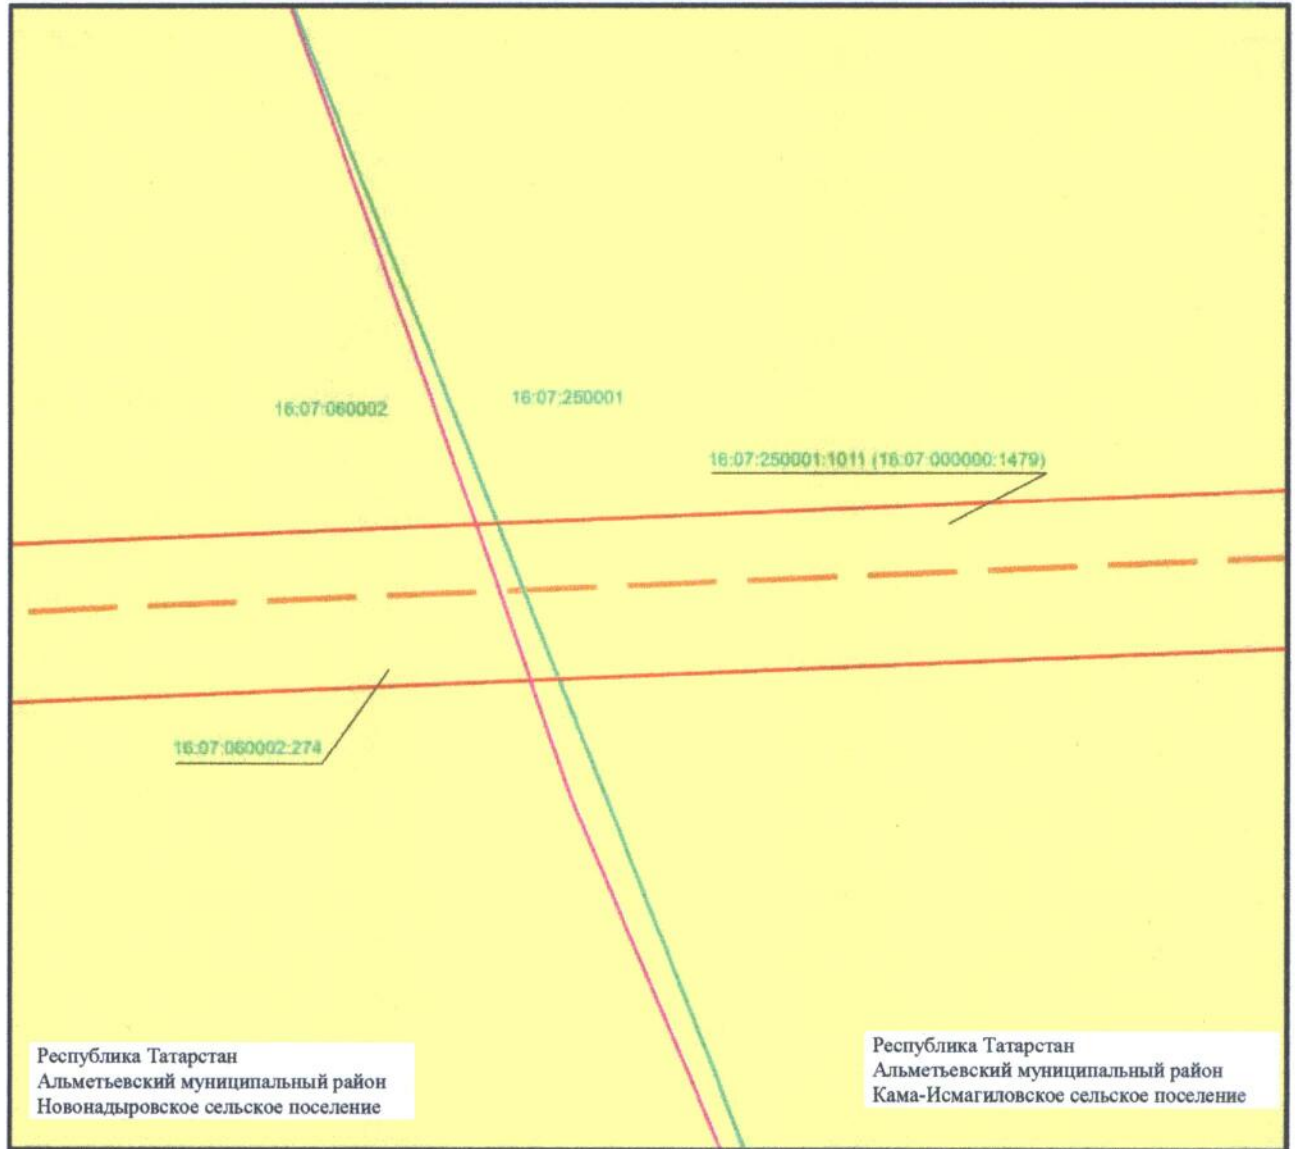 16:07:060002
16:07:250001
16:07:250001:1011 (16:07:000000:1479)
16:07:060002:274
Республика Татарстан
Альметьевский муниципальный район
Новонадыровское сельское поселение
Республика Татарстан
Альметьевский муниципальный район
Кама-Исмагиловское сельское поселение